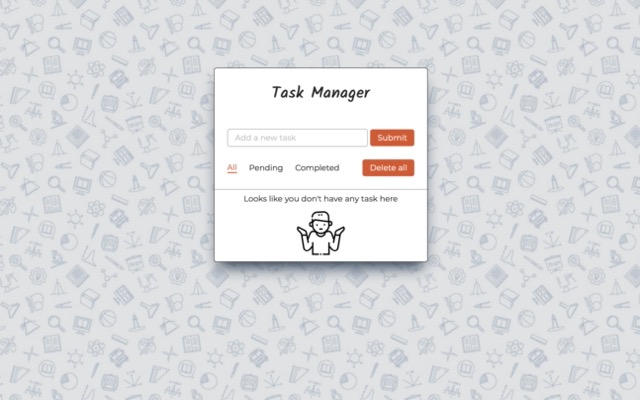 Task Manager
Add a new task Submit
All Pending Completed Delete all
Looks like you don't have any task here